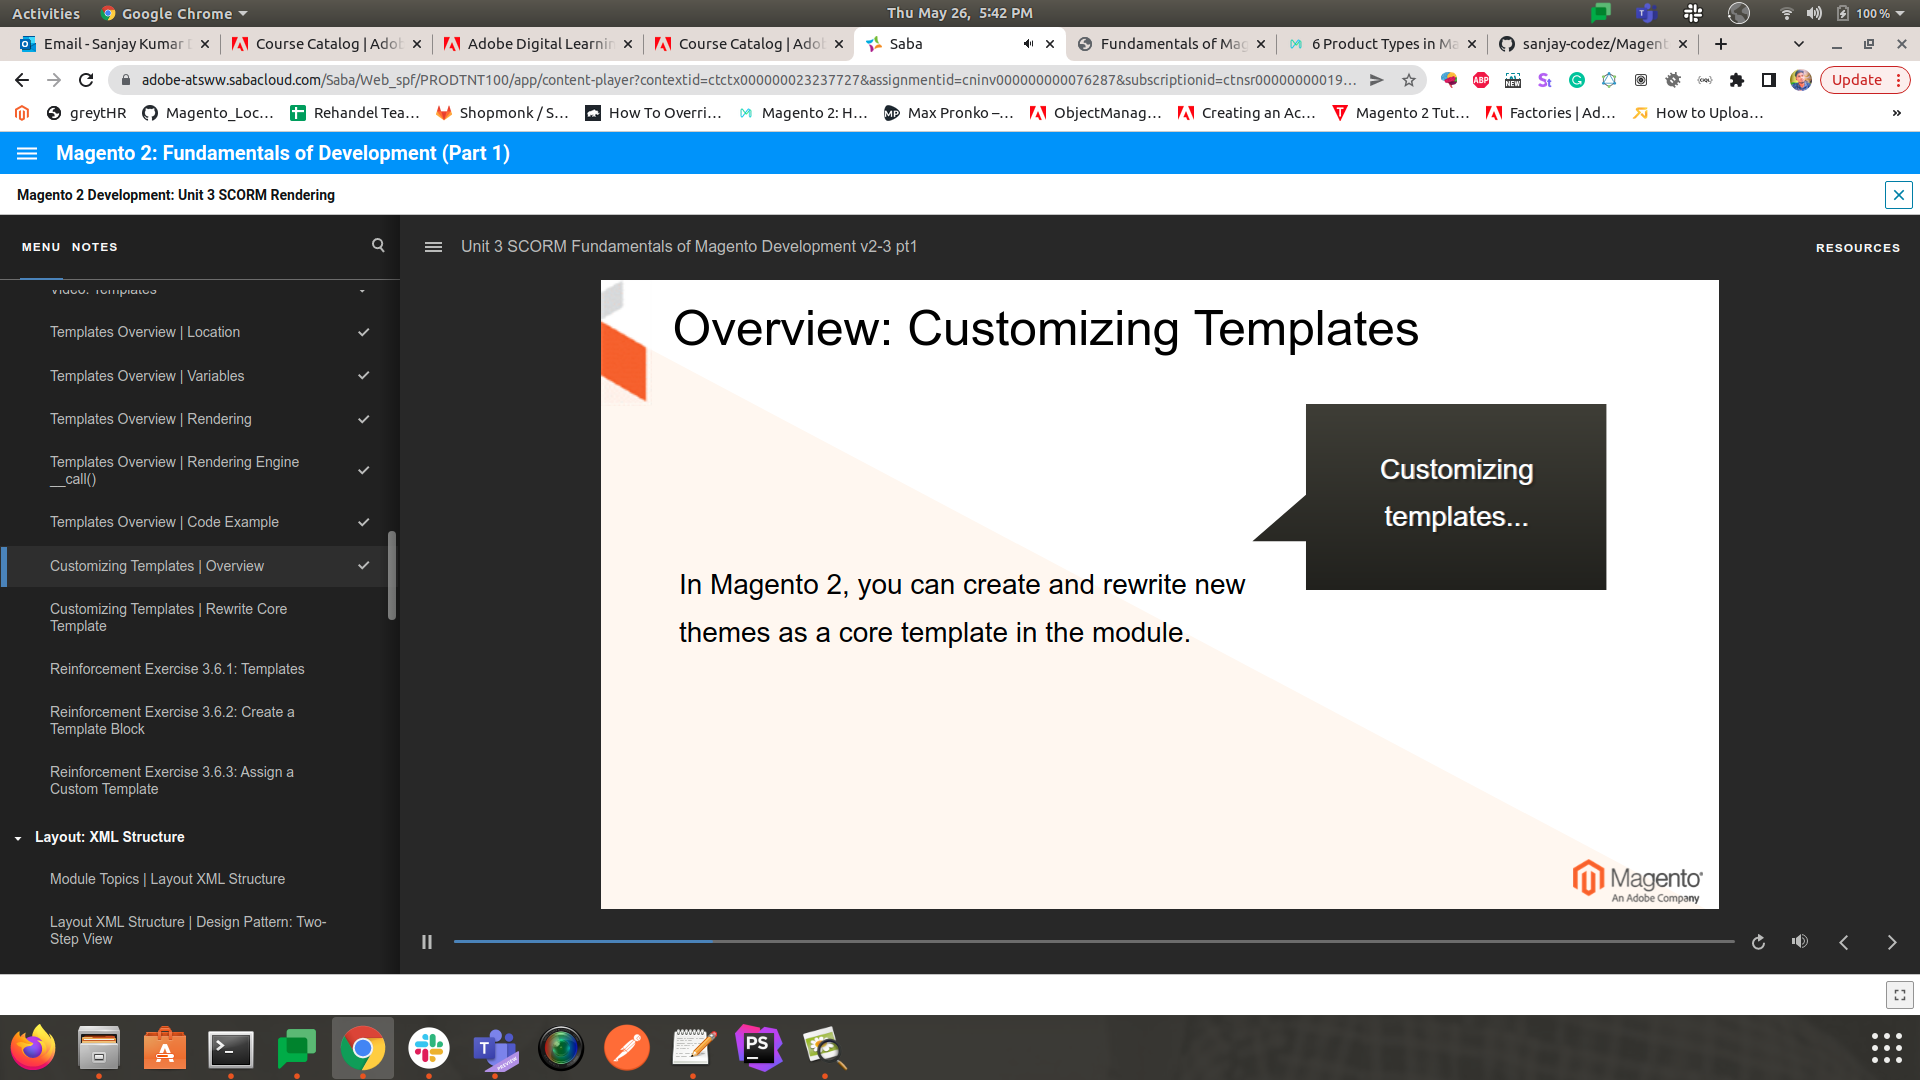 Activities
Google Chrome
Thu May 26, 5:42 PM
100 %
Email - Sanjay Kumar
Course Catalog | Adob
Adobe Digital Learnin
Course Catalog | Adob
Saba
Fundamentals of Mag
6 Product Types in Ma
sanjay-codez/Magent
adobe-atsww.sabacloud.com/Saba/Web_spf/PRODTNT100/app/content-player?contextid=ctctx000000023237727&assignmentid=cninv000000000076287&subscriptionid=ctnsr00000000019...
ABP
NEW
Update
greyTHR
Magento_Loc...
Rehandel Tea...
Shopmonk / S...
How To Overri...
Magento 2: H...
Max Pronko –...
ObjectManag...
Creating an Ac...
Magento 2 Tut...
Factories | Ad...
How to Uploa...
»
Magento 2: Fundamentals of Development (Part 1)
Magento 2 Development: Unit 3 SCORM Rendering
MENU NOTES
Unit 3 SCORM Fundamentals of Magento Development v2-3 pt1
RESOURCES
Video: Templates
Templates Overview | Location
Templates Overview | Variables
Templates Overview | Rendering
Templates Overview | Rendering Engine
__call()
Templates Overview | Code Example
Customizing Templates | Overview
Customizing Templates | Rewrite Core
Template
Reinforcement Exercise 3.6.1: Templates
Reinforcement Exercise 3.6.2: Create a
Template Block
Reinforcement Exercise 3.6.3: Assign a
Custom Template
Layout: XML Structure
Module Topics | Layout XML Structure
Layout XML Structure | Design Pattern: Two-
Step View
Overview: Customizing Templates
Customizing
templates...
In Magento 2, you can create and rewrite new
themes as a core template in the module.
Magento
An Adobe Company
PS